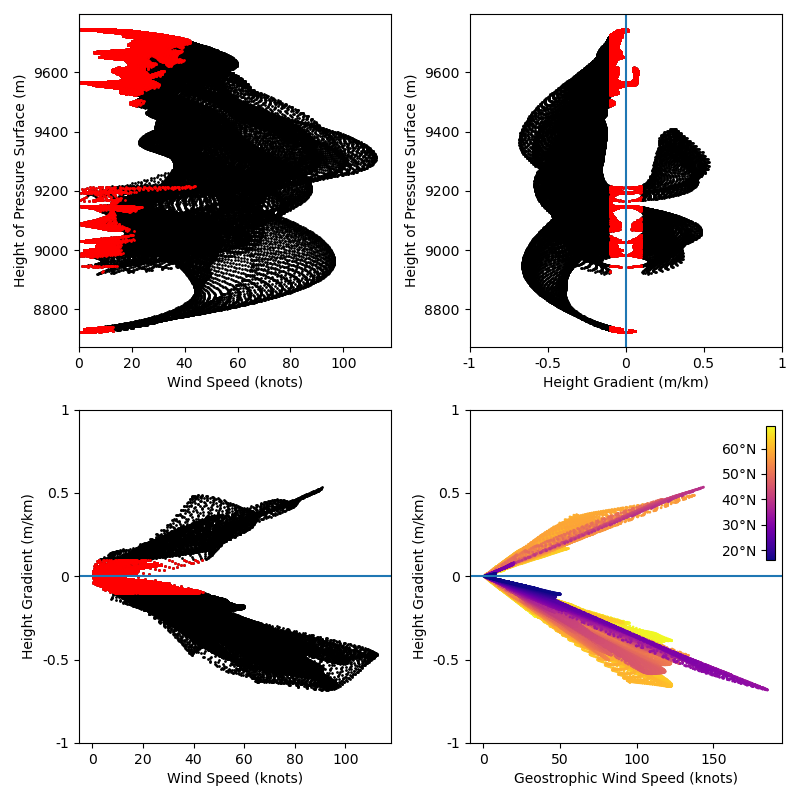 Height of Pressure Surface (m)
9600
9400
9200
9000
8800
0 20 40 60 80 100
Wind Speed (knots)
Height of Pressure Surface (m)
9600
9400
9200
9000
8800
-1 -0.5 0 0.5 1
Height Gradient (m/km)
Height Gradient (m/km)
1
0.5
0
-0.5
-1
0 20 40 60 80 100
Wind Speed (knots)
Height Gradient (m/km)
1
0.5
0
-0.5
-1
60°N
50°N
40°N
30°N
20°N
0 50 100 150
Geostrophic Wind Speed (knots)